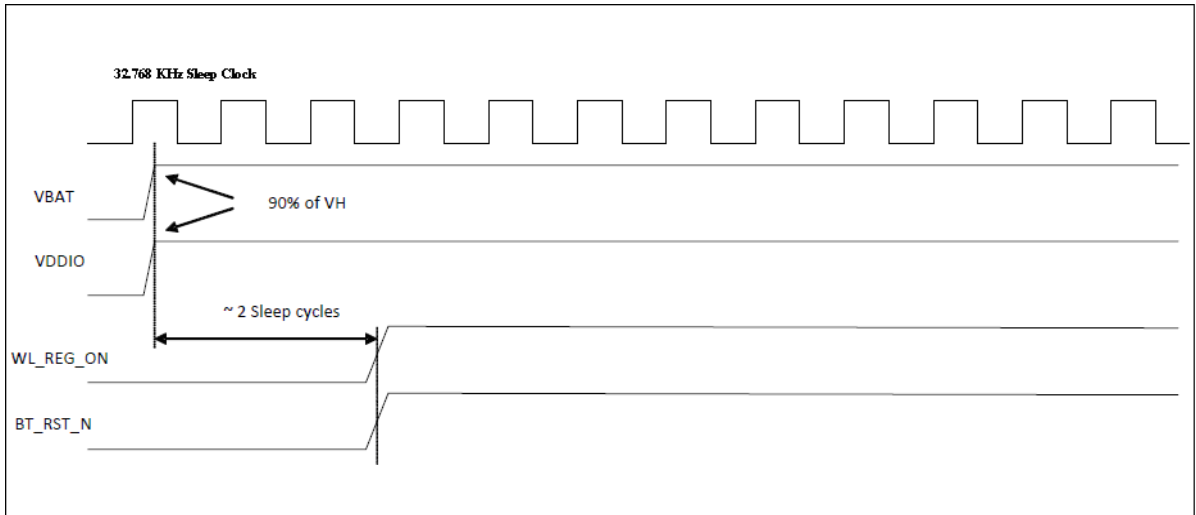 32.768 KHz Sleep Clock
VBAT
90% of VH
VDDIO
~ 2 Sleep cycles
WL_REG_ON
BT_RST_N